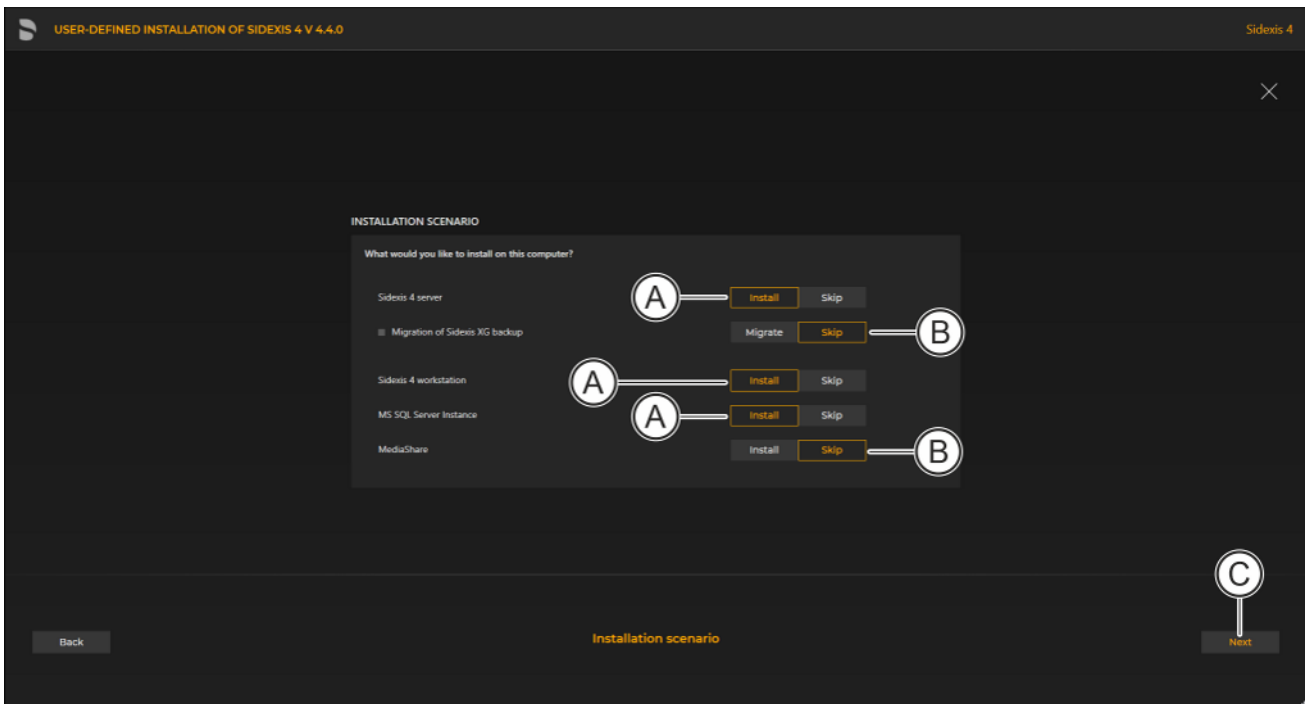 USER-DEFINED INSTALLATION OF SIDEXIS 4 V 4.4.0 Sidexis 4
INSTALLATION SCENARIO
What would you like to install on this computer?
Sidexis 4 server A Install Skip
Migration of Sidexis XG backup Migrate Skip B
Sidexis 4 workstation A Install Skip
MS SQL Server Instance A Install Skip
MediaShare Install Skip B
C
Back Installation scenario Next